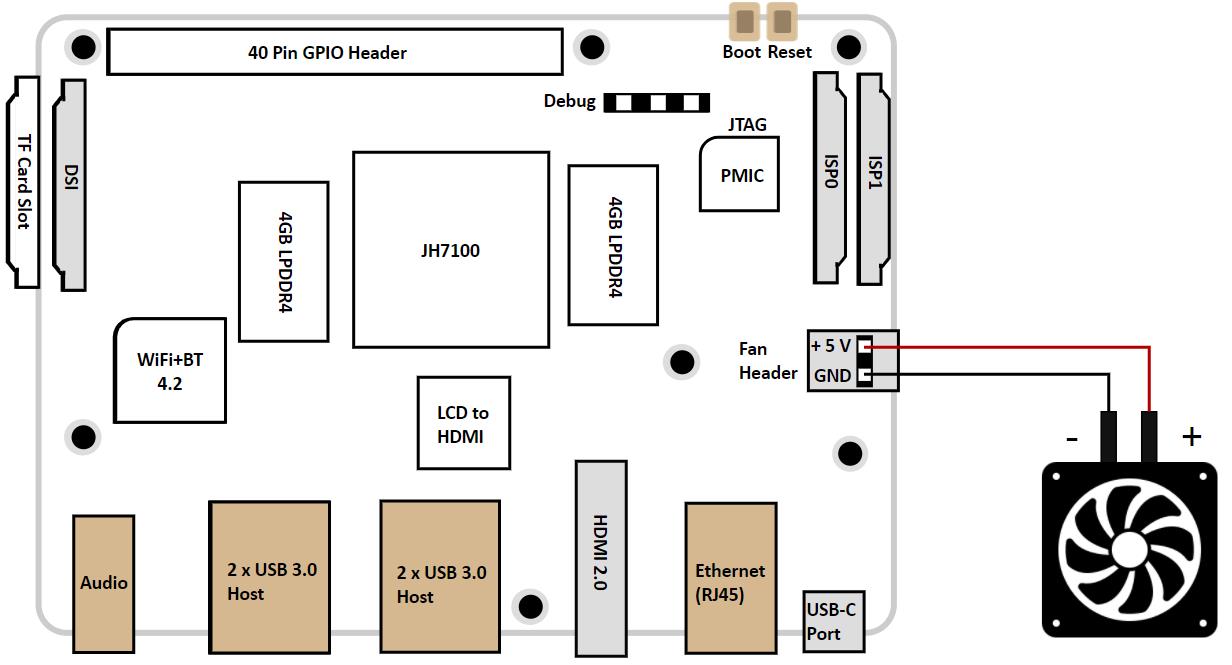 Boot Reset
40 Pin GPIO Header
Debug
JTAG
PMIC
TF Card Slot
DSI
4GB LPDDR4
JH7100
4GB LPDDR4
ISP0
ISP1
WiFi+BT
4.2
Fan
Header
+ 5 V
GND
LCD to
HDMI
- +
Audio
2 x USB 3.0
Host
2 x USB 3.0
Host
HDMI 2.0
Ethernet
(RJ45)
USB-C
Port